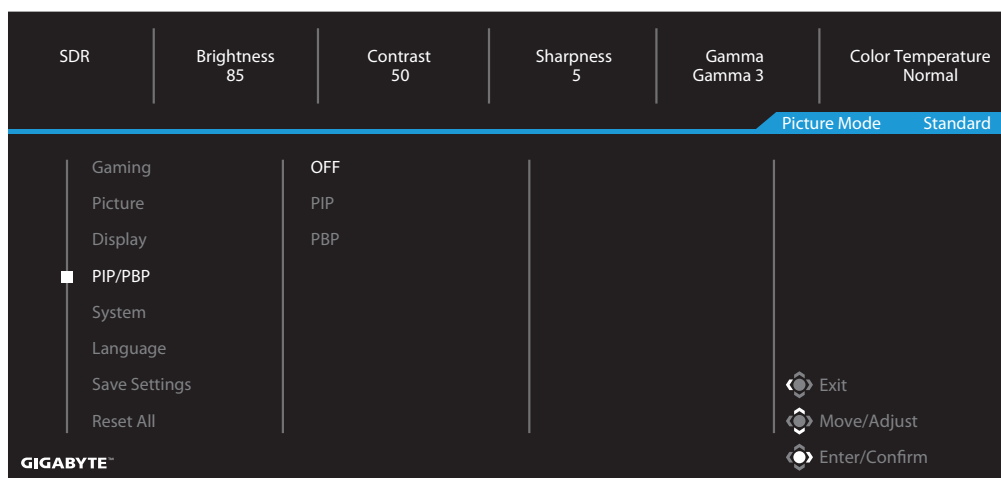 SDR
Brightness
85
Contrast
50
Sharpness
5
Gamma
Gamma 3
Color Temperature
Normal
Picture Mode Standard
Gaming
Picture
Display
PIP/PBP
System
Language
Save Settings
Reset All
OFF
PIP
PBP
Exit
Move/Adjust
Enter/Confirm
GIGABYTE™